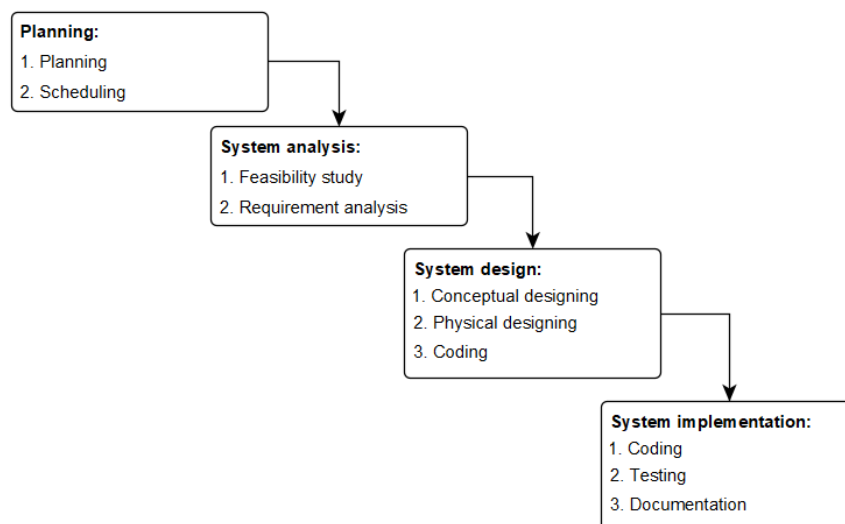 Planning:
1. Planning
2. Scheduling
System analysis:
1. Feasibility study
2. Requirement analysis
System design:
1. Conceptual designing
2. Physical designing
3. Coding
System implementation:
1. Coding
2. Testing
3. Documentation